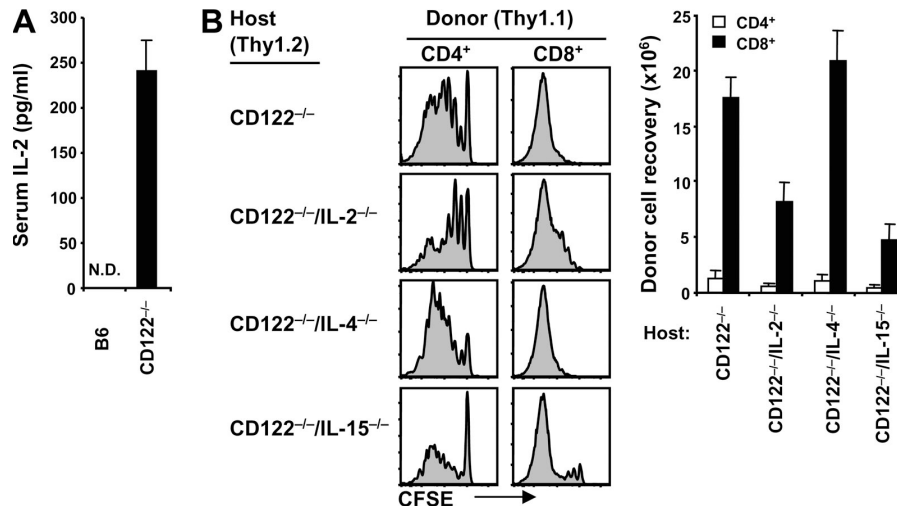 A
Serum IL-2 (pg/ml)
300
250
200
150
100
50
0
N.D.
B6
CD122–/–
B
Host
(Thy1.2)
Donor (Thy1.1)
CD4+
CD8+
CD122–/–
CD122–/–/IL-2–/–
CD122–/–/IL-4–/–
CD122–/–/IL-15–/–
CFSE
Donor cell recovery (x10⁶)
25
20
15
10
5
0
CD4+
CD8+
Host:
CD122–/–
CD122–/–/IL-2–/–
CD122–/–/IL-4–/–
CD122–/–/IL-15–/–